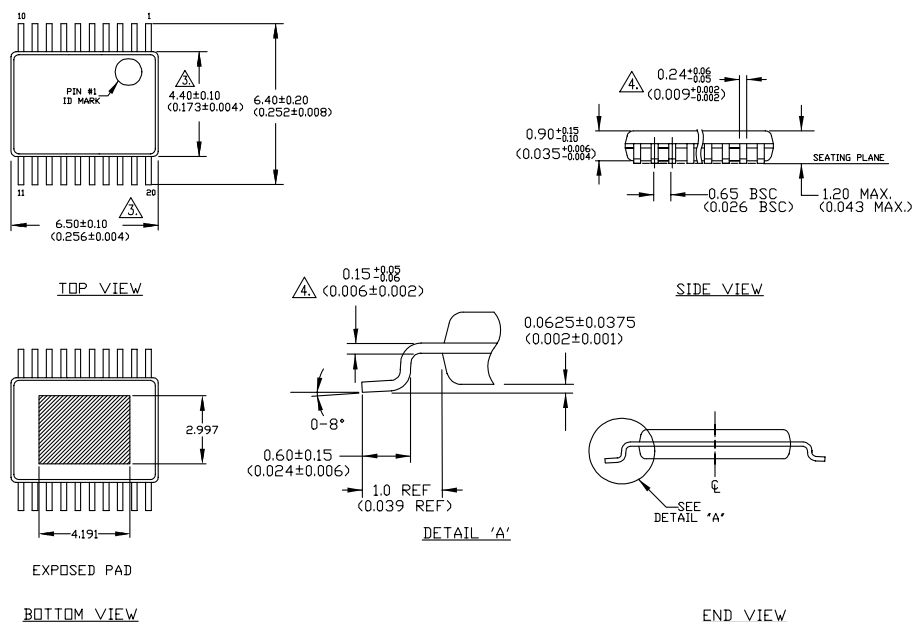 10
1
PIN #1
ID MARK
3.
4.40±0.10
(0.173±0.004)
6.40±0.20
(0.252±0.008)
11
20
3.
6.50±0.10
(0.256±0.004)
TOP VIEW
4.
0.24+0.06
-0.05
(0.009+0.002
-0.002)
0.90+0.15
-0.10
(0.035+0.006
-0.004)
SEATING PLANE
0.65 BSC
(0.026 BSC)
1.20 MAX.
(0.043 MAX.)
SIDE VIEW
0.15+0.05
-0.06
4.
(0.006±0.002)
0.0625±0.0375
(0.002±0.001)
0-8°
0.60±0.15
(0.024±0.006)
1.0 REF
(0.039 REF)
DETAIL 'A'
2.997
4.191
EXPOSED PAD
BOTTOM VIEW
℄
SEE
DETAIL "A"
END VIEW